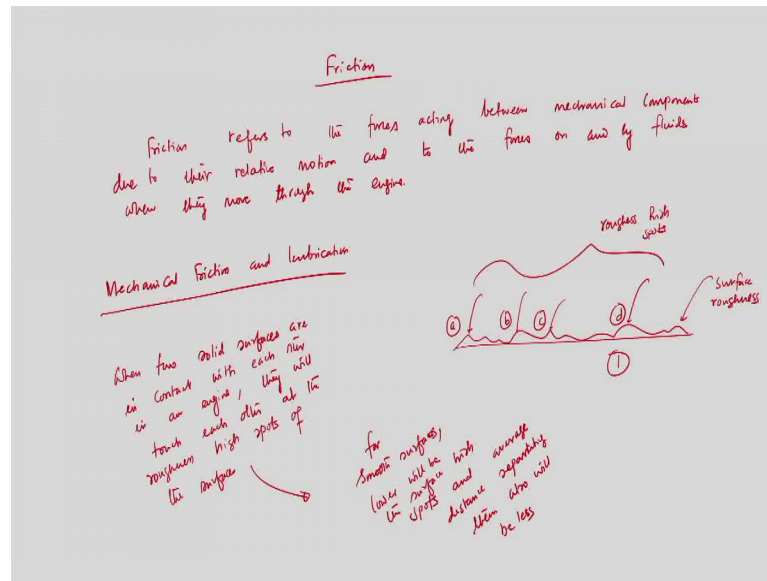 Friction
Friction refers to the forces acting between mechanical components
due to their relative motion and to the forces on and by fluids
when they move through the engine.
roughness high
spots
Mechanical Friction and lubrication
surface
roughness
a b c d
1
When two solid surfaces are
in contact with each other
in an engine, they will
touch each other at the
roughness high spots of
the surface
for
smooth surfaces,
lower will be
the surface high
spots and average
distance separating
them also will
be less